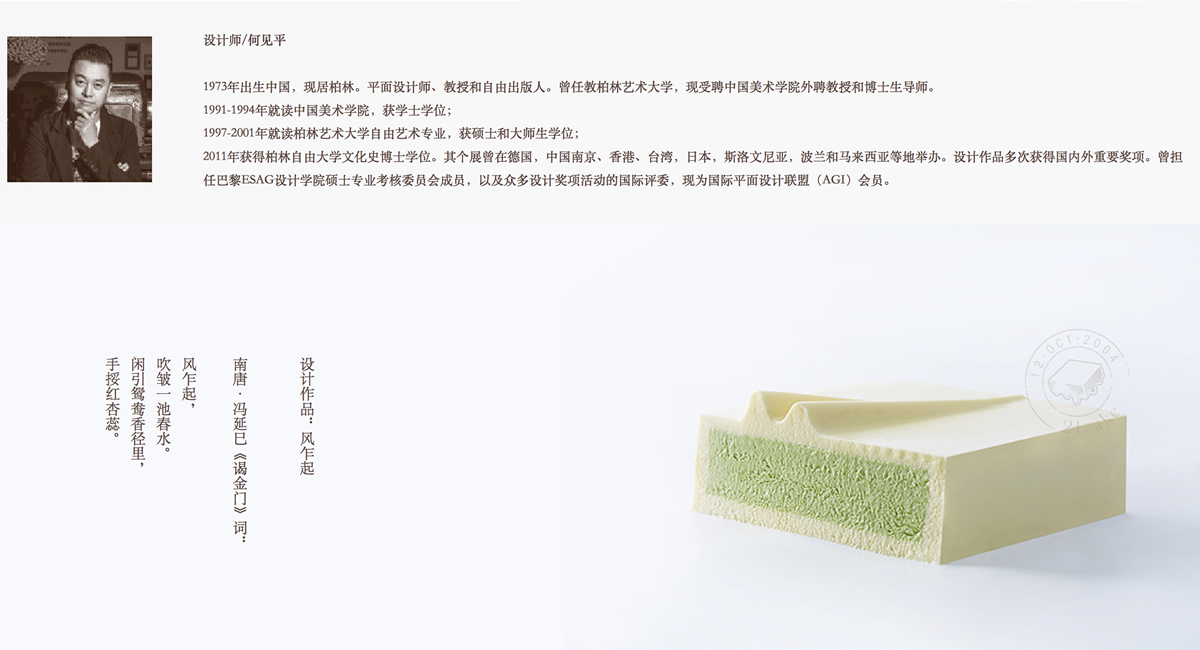 设计师/何见平
1973年出生中国，现居柏林。平面设计师、教授和自由出版人。曾任教柏林艺术大学，现受聘中国美术学院外聘教授和博士生导师。
1991-1994年就读中国美术学院，获学士学位；
1997-2001年就读柏林艺术大学自由艺术专业，获硕士和大师生学位；
2011年获得柏林自由大学文化史博士学位。其个展曾在德国，中国南京、香港、台湾，日本，斯洛文尼亚，波兰和马来西亚等地举办。设计作品多次获得国内外重要奖项。曾担
任巴黎ESAG设计学院硕士专业考核委员会成员，以及众多设计奖项活动的国际评委，现为国际平面设计联盟（AGI）会员。
设计作品：风乍起
南唐·冯延巳《谒金门》词：
风乍起，
吹皱一池春水。
闲引鸳鸯香径里，
手挼红杏蕊。
12·OCT·2004
21cake